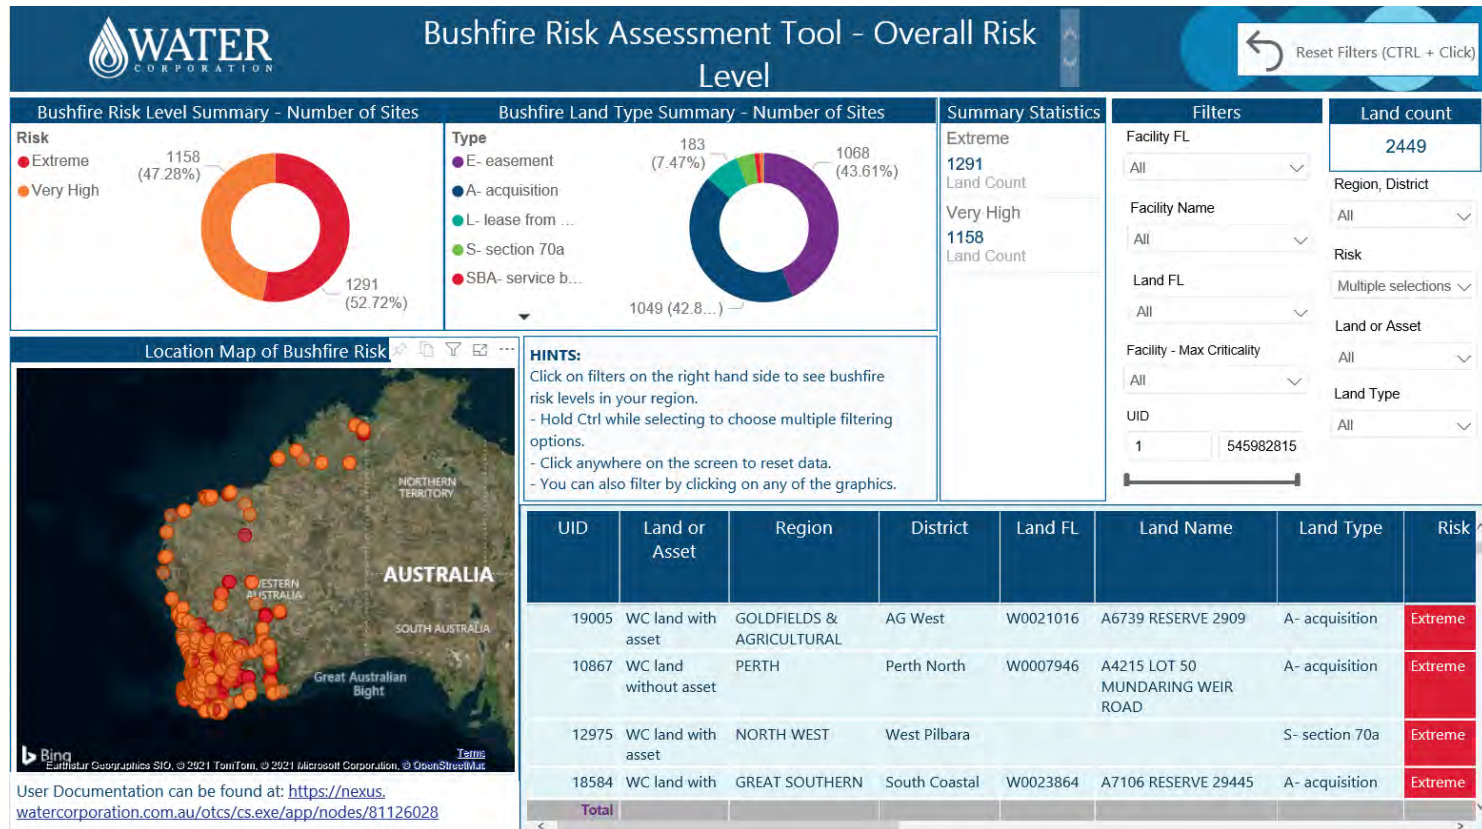 WATER
CORPORATION
Bushfire Risk Assessment Tool - Overall Risk
Level
Reset Filters (CTRL + Click)
Bushfire Risk Level Summary - Number of Sites
Risk
Extreme
Very High
1158
(47.28%)
1291
(52.72%)
Bushfire Land Type Summary - Number of Sites
Type
E- easement
A- acquisition
L- lease from ...
S- section 70a
SBA- service b...
183
(7.47%)
1068
(43.61%)
1049 (42.8...)
Summary Statistics
Extreme
1291
Land Count
Very High
1158
Land Count
Filters
Facility FL
All
Facility Name
All
Land FL
All
Facility - Max Criticality
All
UID
1
545982815
Land count
2449
Region, District
All
Risk
Multiple selections
Land or Asset
All
Land Type
All
Location Map of Bushfire Risk
NORTHERN
TERRITORY
WESTERN
AUSTRALIA
AUSTRALIA
SOUTH AUSTRALIA
Great Australian
Bight
Bing
Terms
Earthstar Geographics SIO, © 2021 TomTom, © 2021 Microsoft Corporation, © OpenStreetMap
User Documentation can be found at: https://nexus.
watercorporation.com.au/otcs/cs.exe/app/nodes/81126028
HINTS:
Click on filters on the right hand side to see bushfire
risk levels in your region.
- Hold Ctrl while selecting to choose multiple filtering
options.
- Click anywhere on the screen to reset data.
- You can also filter by clicking on any of the graphics.
UID Land or Region District Land FL Land Name Land Type Risk
Asset
19005 WC land with GOLDFIELDS & AG West W0021016 A6739 RESERVE 2909 A- acquisition Extreme
asset AGRICULTURAL
10867 WC land PERTH Perth North W0007946 A4215 LOT 50 A- acquisition Extreme
without asset MUNDARING WEIR
ROAD
12975 WC land with NORTH WEST West Pilbara S- section 70a Extreme
asset
18584 WC land with GREAT SOUTHERN South Coastal W0023864 A7106 RESERVE 29445 A- acquisition Extreme
Total